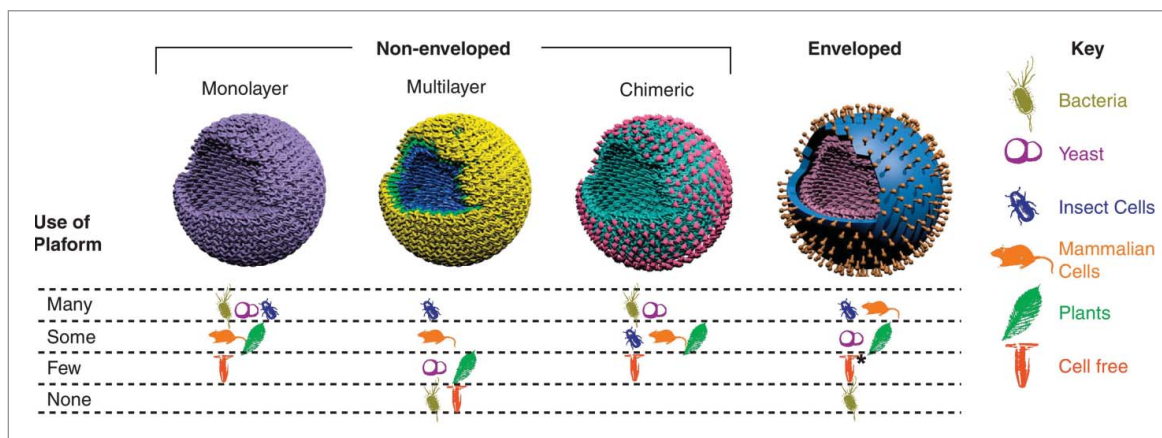 Non-enveloped
Enveloped
Key
Monolayer
Multilayer
Chimeric
Bacteria
Yeast
Insect Cells
Mammalian
Cells
Plants
Cell free
Use of
Plaform
Many
Some
Few
*
None